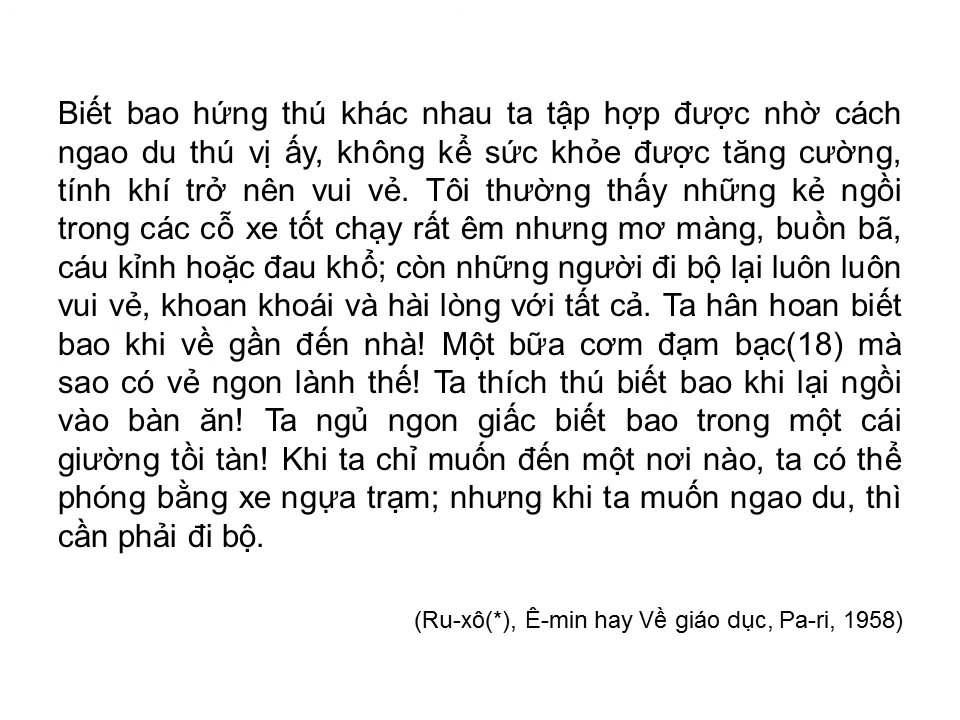 Biết bao hứng thú khác nhau ta tập hợp được nhờ cách
ngao du thú vị ấy, không kể sức khỏe được tăng cường,
tính khí trở nên vui vẻ. Tôi thường thấy những kẻ ngồi
trong các cỗ xe tốt chạy rất êm nhưng mơ màng, buồn bã,
cáu kỉnh hoặc đau khổ; còn những người đi bộ lại luôn luôn
vui vẻ, khoan khoái và hài lòng với tất cả. Ta hân hoan biết
bao khi về gần đến nhà! Một bữa cơm đạm bạc(18) mà
sao có vẻ ngon lành thế! Ta thích thú biết bao khi lại ngồi
vào bàn ăn! Ta ngủ ngon giấc biết bao trong một cái
giường tồi tàn! Khi ta chỉ muốn đến một nơi nào, ta có thể
phóng bằng xe ngựa trạm; nhưng khi ta muốn ngao du, thì
cần phải đi bộ.
(Ru-xô(*), Ê-min hay Về giáo dục, Pa-ri, 1958)